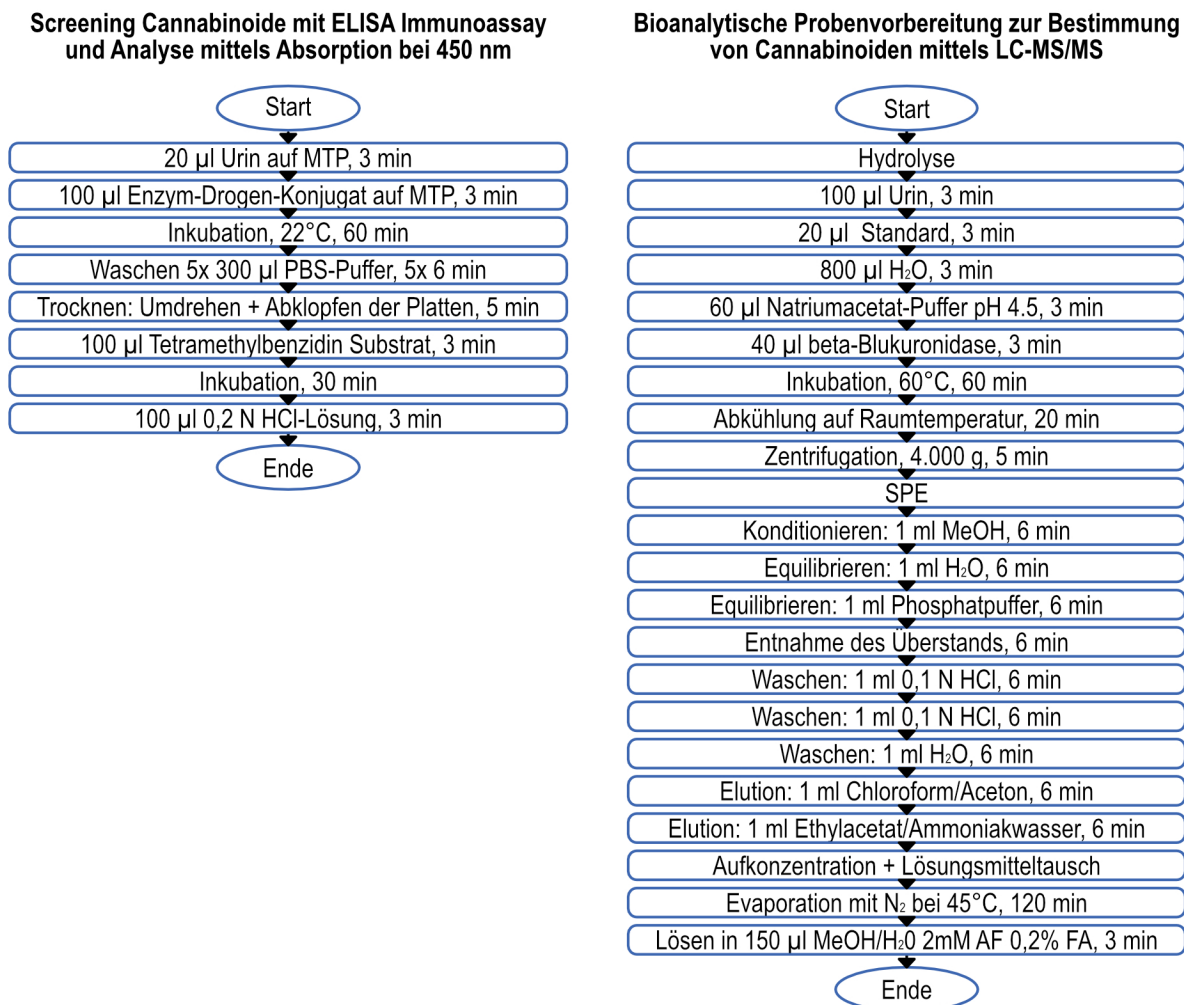 Screening Cannabinoide mit ELISA Immunoassay
und Analyse mittels Absorption bei 450 nm
Start
20 µl Urin auf MTP, 3 min
100 µl Enzym-Drogen-Konjugat auf MTP, 3 min
Inkubation, 22°C, 60 min
Waschen 5x 300 µl PBS-Puffer, 5x 6 min
Trocknen: Umdrehen + Abklopfen der Platten, 5 min
100 µl Tetramethylbenzidin Substrat, 3 min
Inkubation, 30 min
100 µl 0,2 N HCl-Lösung, 3 min
Ende
Bioanalytische Probenvorbereitung zur Bestimmung
von Cannabinoiden mittels LC-MS/MS
Start
Hydrolyse
100 µl Urin, 3 min
20 µl Standard, 3 min
800 µl H₂O, 3 min
60 µl Natriumacetat-Puffer pH 4.5, 3 min
40 µl beta-Blukuronidase, 3 min
Inkubation, 60°C, 60 min
Abkühlung auf Raumtemperatur, 20 min
Zentrifugation, 4.000 g, 5 min
SPE
Konditionieren: 1 ml MeOH, 6 min
Equilibrieren: 1 ml H₂O, 6 min
Equilibrieren: 1 ml Phosphatpuffer, 6 min
Entnahme des Überstands, 6 min
Waschen: 1 ml 0,1 N HCl, 6 min
Waschen: 1 ml 0,1 N HCl, 6 min
Waschen: 1 ml H₂O, 6 min
Elution: 1 ml Chloroform/Aceton, 6 min
Elution: 1 ml Ethylacetat/Ammoniakwasser, 6 min
Aufkonzentration + Lösungsmitteltausch
Evaporation mit N₂ bei 45°C, 120 min
Lösen in 150 µl MeOH/H₂0 2mM AF 0,2% FA, 3 min
Ende